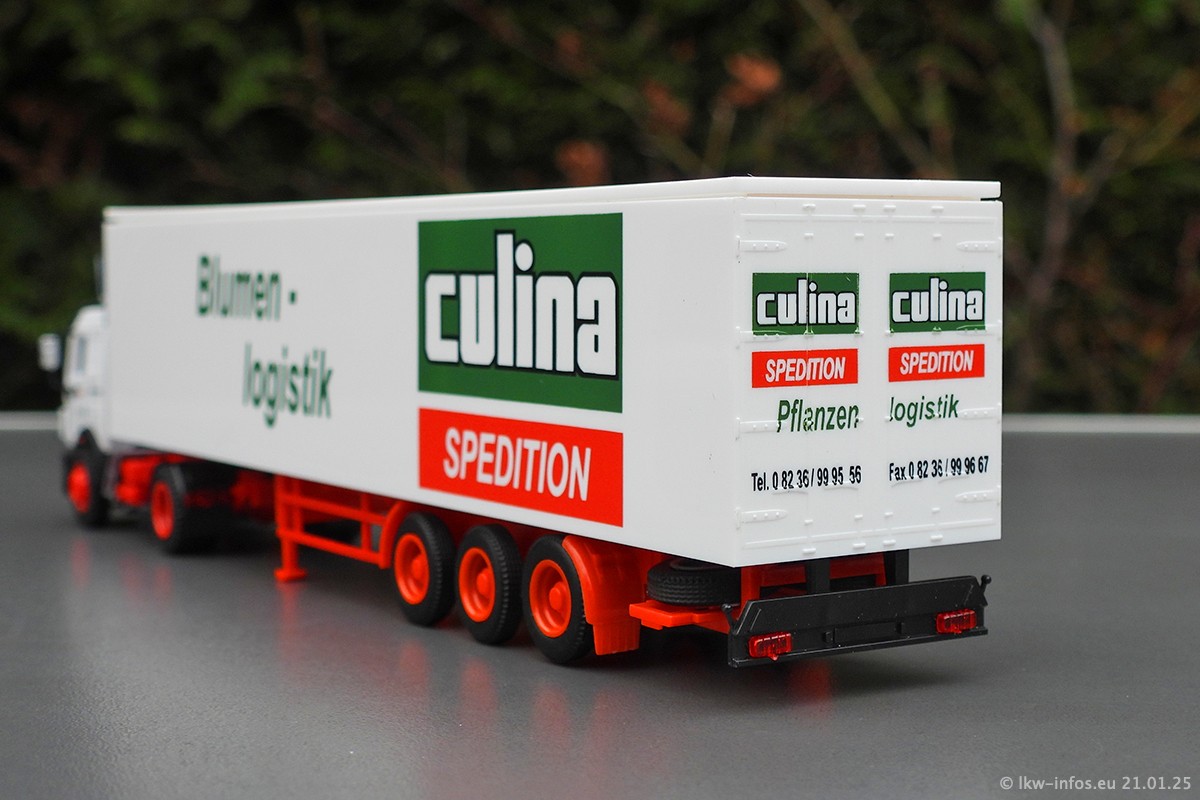 Blumen -
logistik
culina
SPEDITION
culina
SPEDITION
Pflanzen
Tel. 0 82 36 / 99 95 56
culina
SPEDITION
logistik
Fax 0 82 36 / 99 96 67
© lkw-infos.eu 21.01.25